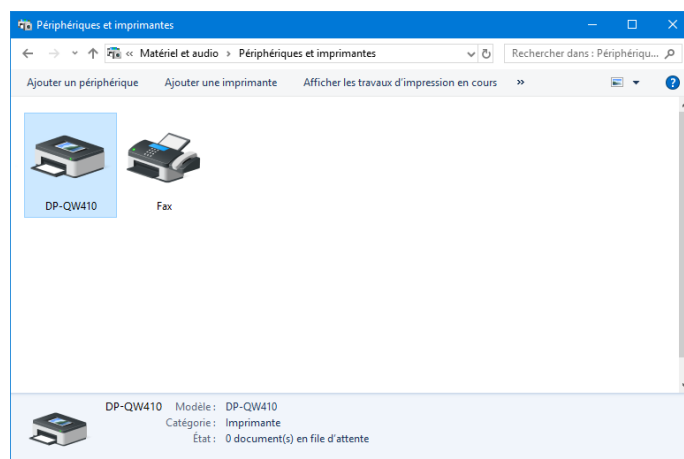 Périphériques et imprimantes
« Matériel et audio › Périphériques et imprimantes Rechercher dans : Périphériqu...
Ajouter un périphérique Ajouter une imprimante Afficher les travaux d'impression en cours »
DP-QW410 Fax
DP-QW410 Modèle : DP-QW410
Catégorie : Imprimante
État : 0 document(s) en file d'attente